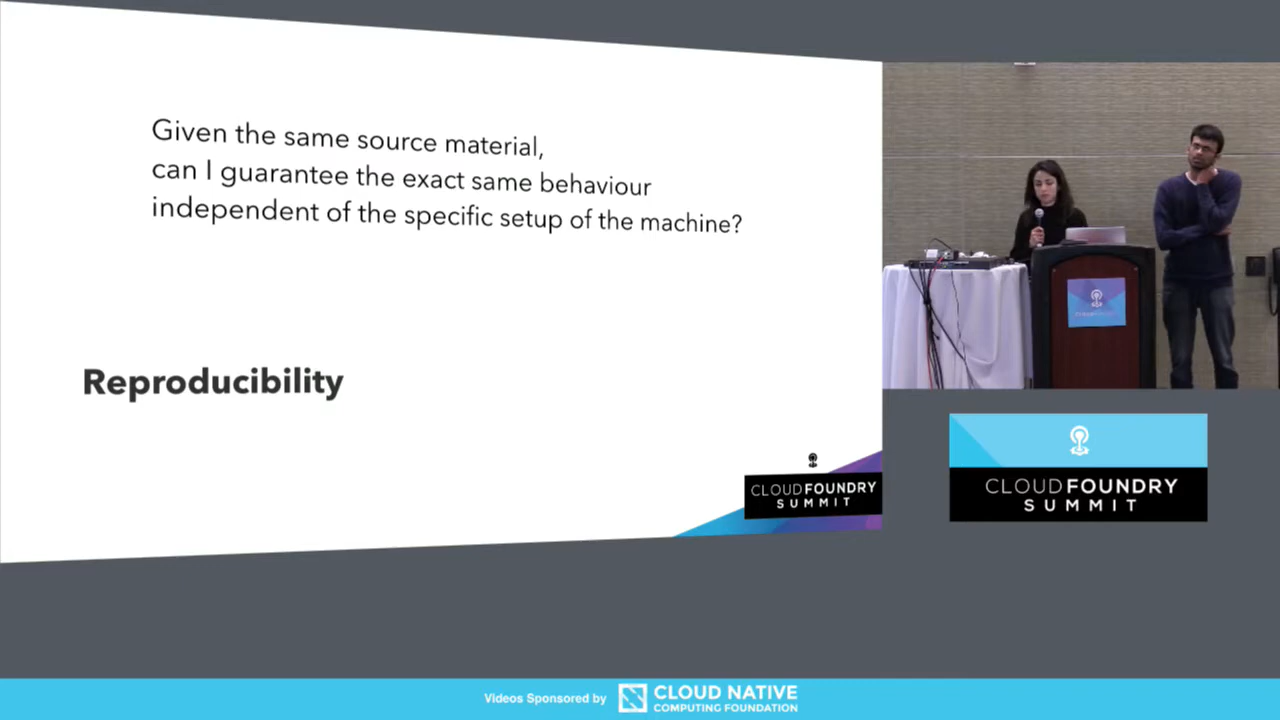 Given the same source material,
can I guarantee the exact same behaviour
independent of the specific setup of the machine?
Reproducibility
CLOUDFOUNDRY
SUMMIT
CLOUDFOUNDRY
SUMMIT
Videos Sponsored by
CLOUD NATIVE
COMPUTING FOUNDATION